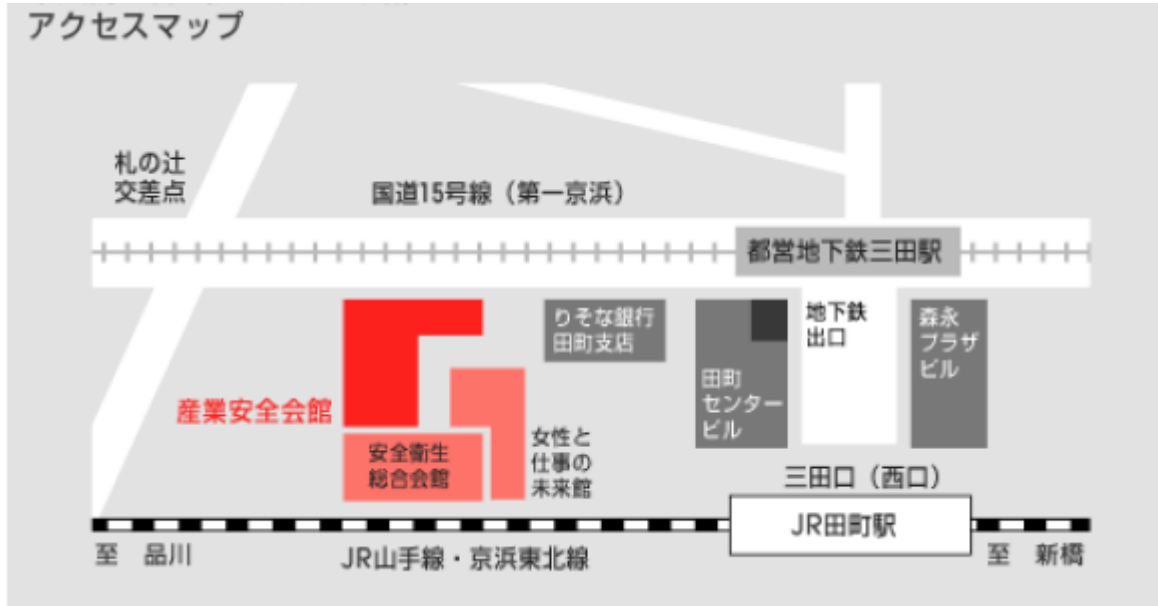 アクセスマップ
札の辻
交差点
国道15号線（第一京浜）
都営地下鉄三田駅
りそな銀行
田町支店
地下鉄
出口
森永
プラザ
ビル
田町
センター
ビル
産業安全会館
安全衛生
総合会館
女性と
仕事の
未来館
三田口（西口）
JR田町駅
至 品川
JR山手線・京浜東北線
至 新橋